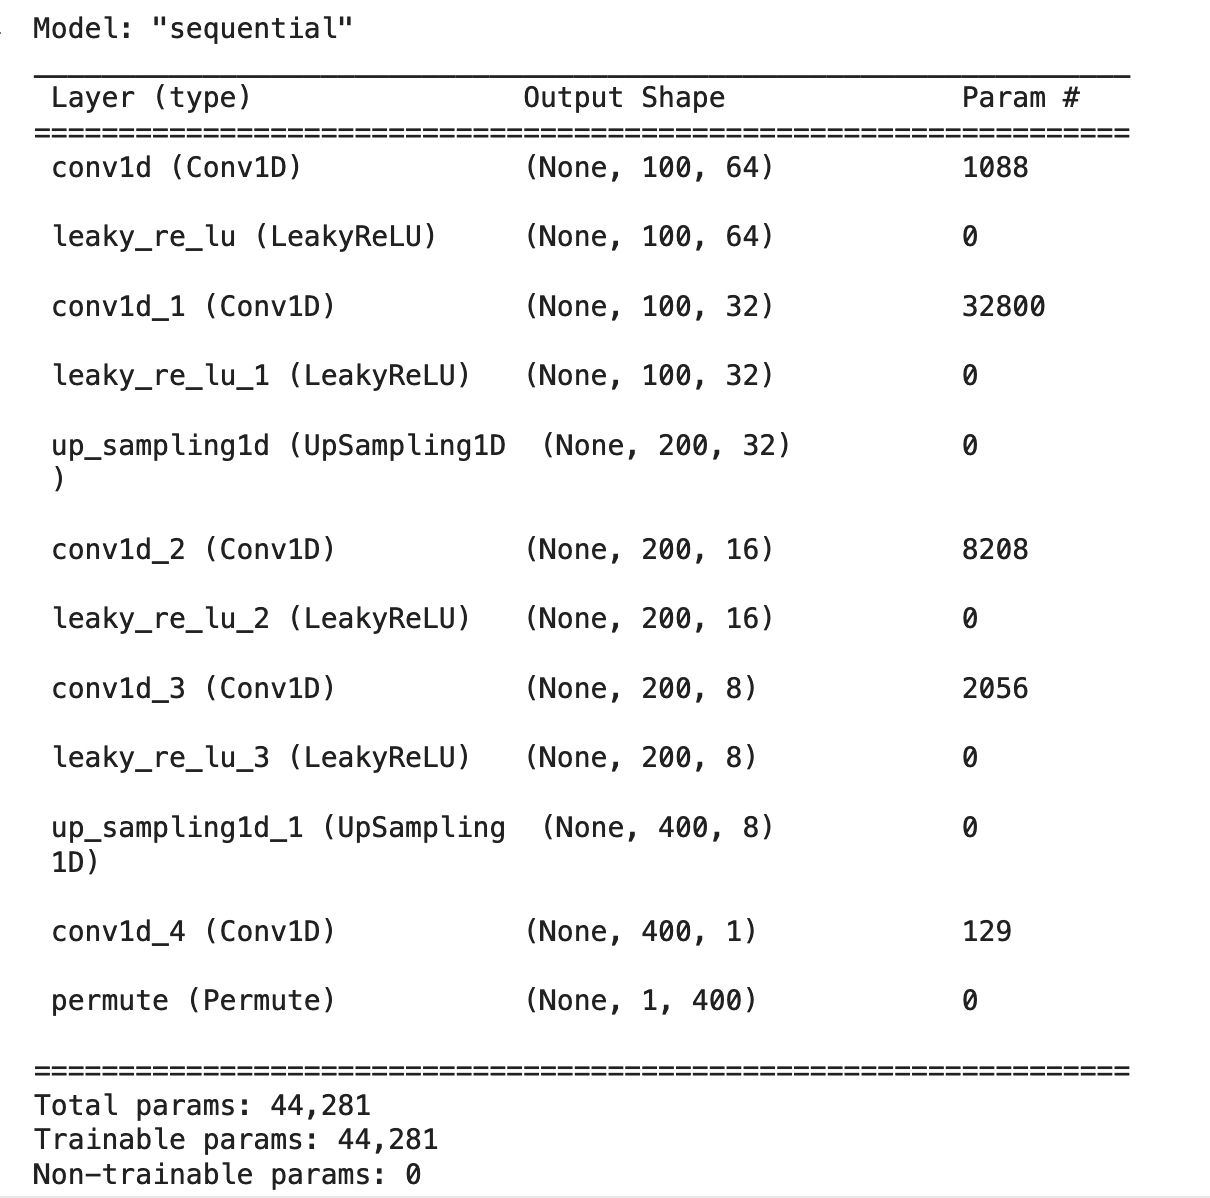 Model: "sequential"
Layer (type) Output Shape Param #
=================================================================
conv1d (Conv1D) (None, 100, 64) 1088
leaky_re_lu (LeakyReLU) (None, 100, 64) 0
conv1d_1 (Conv1D) (None, 100, 32) 32800
leaky_re_lu_1 (LeakyReLU) (None, 100, 32) 0
up_sampling1d (UpSampling1D (None, 200, 32) 0
)
conv1d_2 (Conv1D) (None, 200, 16) 8208
leaky_re_lu_2 (LeakyReLU) (None, 200, 16) 0
conv1d_3 (Conv1D) (None, 200, 8) 2056
leaky_re_lu_3 (LeakyReLU) (None, 200, 8) 0
up_sampling1d_1 (UpSampling (None, 400, 8) 0
1D)
conv1d_4 (Conv1D) (None, 400, 1) 129
permute (Permute) (None, 1, 400) 0
=================================================================
Total params: 44,281
Trainable params: 44,281
Non-trainable params: 0